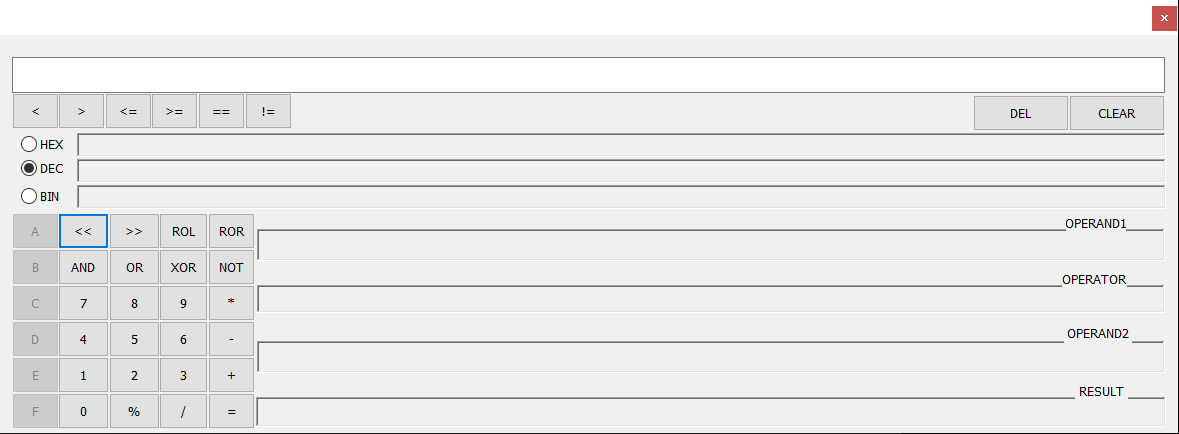 ×
< > <= >= == != DEL CLEAR
HEX
DEC
BIN
A << >> ROL ROR OPERAND1
B AND OR XOR NOT
C 7 8 9 * OPERATOR
D 4 5 6 - OPERAND2
E 1 2 3 +
F 0 % / = RESULT